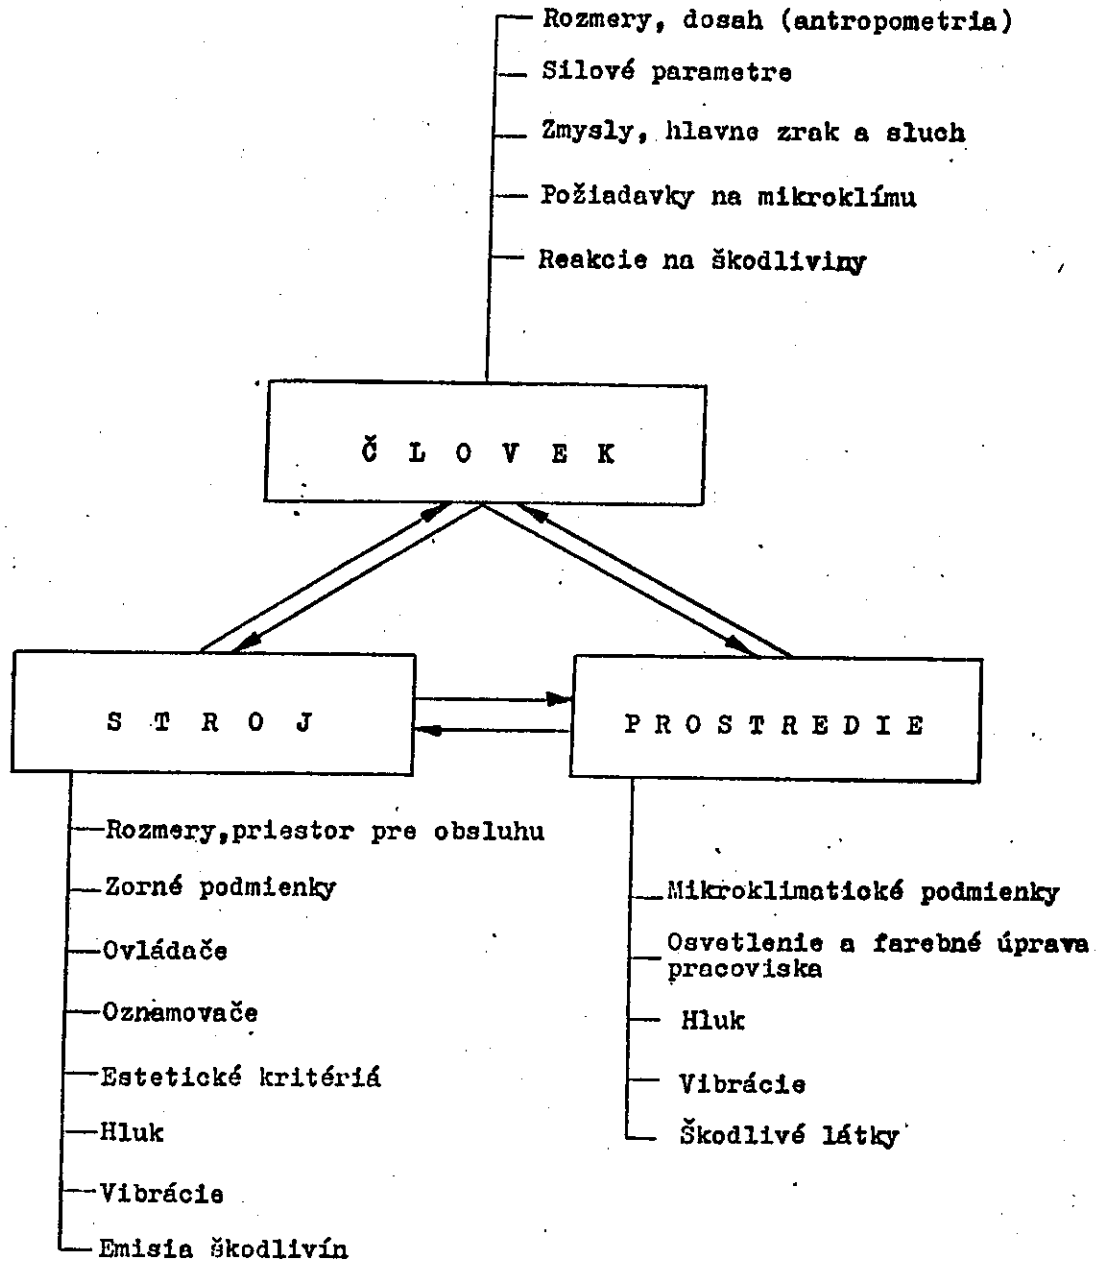 Rozmery, dosah (antropometria)
Silové parametre
Zmysly, hlavne zrak a sluch
Požiadavky na mikroklímu
Reakcie na škodliviny
Č L O V E K
S T R O J
P R O S T R E D I E
Rozmery,priestor pre obsluhu
Zorné podmienky
Ovládače
Oznamovače
Estetické kritériá
Hluk
Vibrácie
Emisia škodlivín
Mikroklimatické podmienky
Osvetlenie a farebné úprava
pracoviska
Hluk
Vibrácie
Škodlivé látky